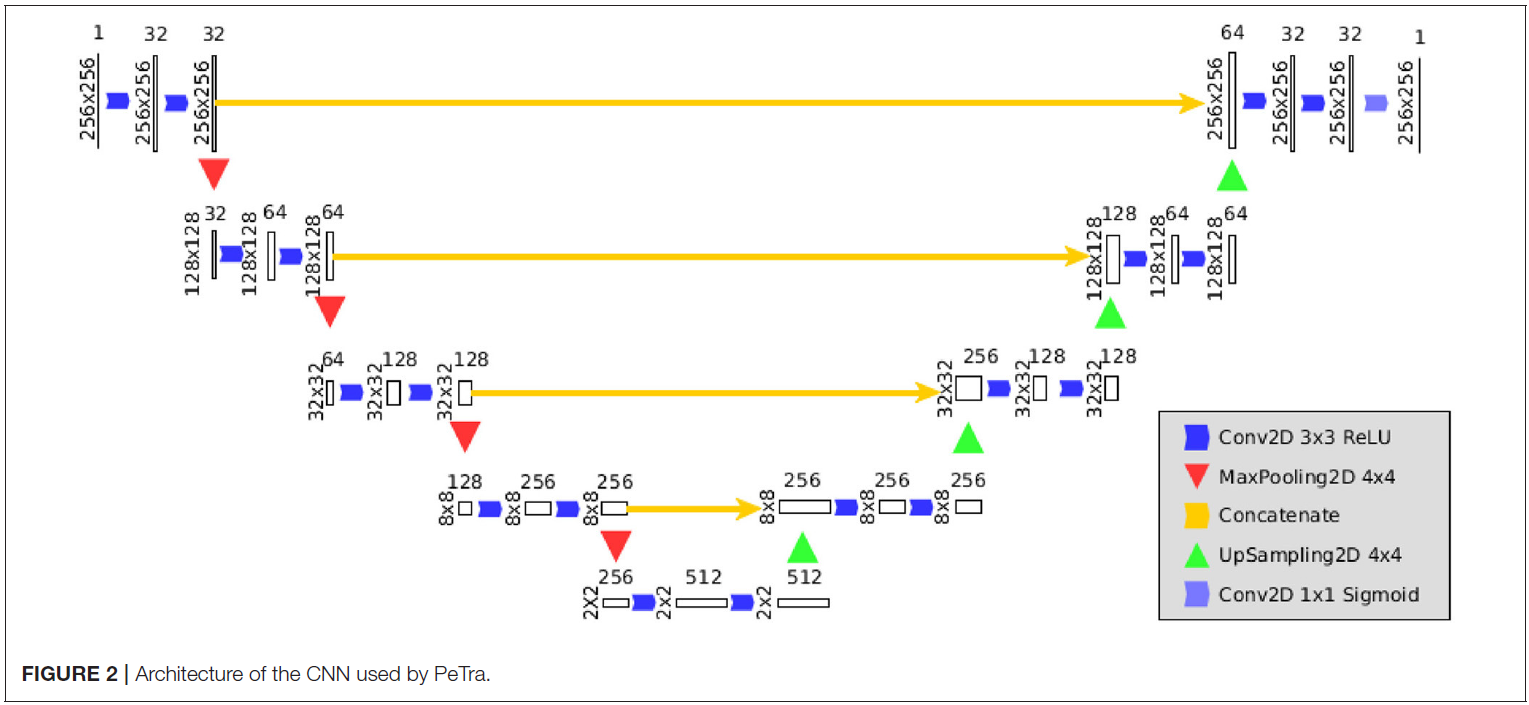 1 32 32 64 32 32 1
256x256 256x256 256x256 256x256 256x256 256x256 256x256
32 64 64 128 64 64
128x128 128x128 128x128 128x128 128x128 128x128
64 128 128 256 128 128
32x32 32x32 32x32 32x32 32x32 32x32
128 256 256 256 256 256
8x8 8x8 8x8 8x8 8x8 8x8
256 512 512
2x2 2x2 2x2
Conv2D 3x3 ReLU
MaxPooling2D 4x4
Concatenate
UpSampling2D 4x4
Conv2D 1x1 Sigmoid
FIGURE 2 | Architecture of the CNN used by PeTra.